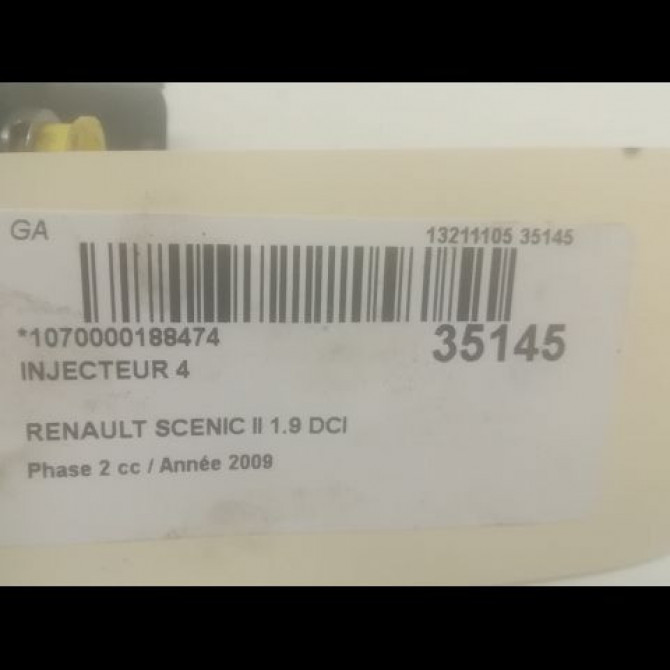 GA
13211105 35145
*1070000188474
35145
INJECTEUR 4
RENAULT SCENIC II 1.9 DCI
Phase 2 cc / Année 2009